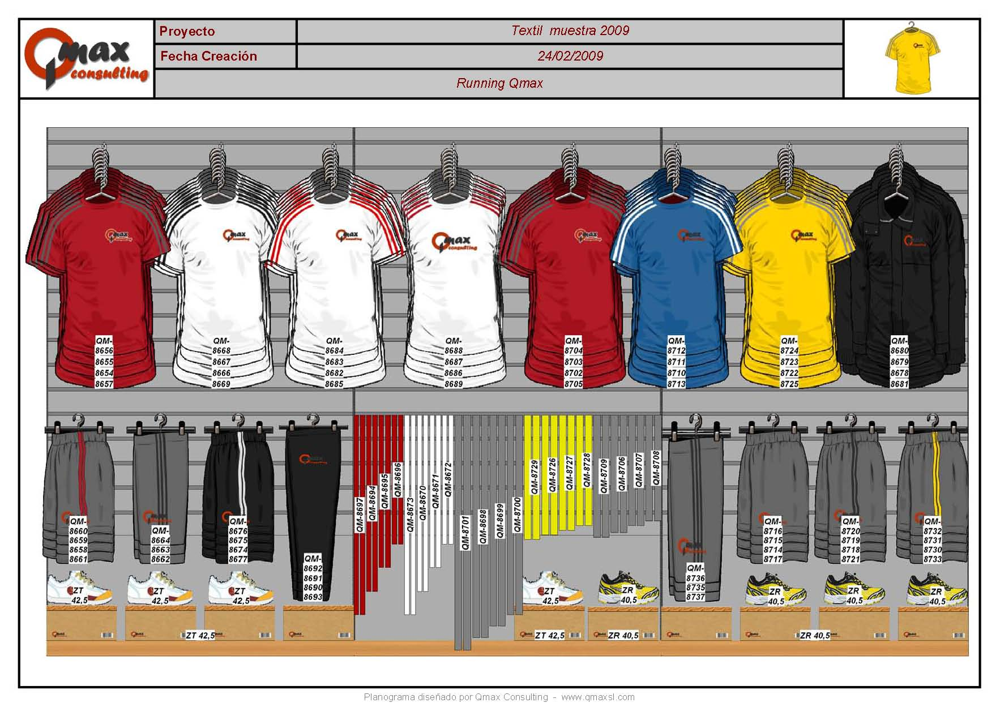 Qmax
consulting
Proyecto
Textil muestra 2009
Fecha Creación
24/02/2009
Running Qmax
QM-
8656
8655
8654
8657
QM-
8668
8667
8666
8669
QM-
8684
8683
8682
8685
Qmax
consulting
QM-
8688
8687
8686
8689
QM-
8704
8703
8702
8705
QM-
8712
8711
8710
8713
QM-
8724
8723
8722
8725
QM-
8680
8679
8678
8681
QM-
8660
8659
8658
8661
QM-
8664
8663
8662
QM-
8676
8675
8674
8677
QM-
8692
8691
8690
8693
QM-8697
QM-8694
QM-8695
QM-8696
QM-8673
QM-8670
QM-8671
QM-8672
QM-8701
QM-8698
QM-8699
QM-8700
QM-8729
QM-8726
QM-8727
QM-8728
QM-8709
QM-8706
QM-8707
QM-8708
QM-
8736
8735
8737
QM-
8716
8715
8714
8717
QM-
8720
8719
8718
8721
QM-
8732
8731
8730
8733
ZT
42,5
ZT
42,5
ZT
42,5
ZT
42,5
ZR
40,5
ZR
40,5
ZR
40,5
ZR
40,5
ZT 42,5
ZT 42,5
ZR 40,5
ZR 40,5
Planograma diseñado por Qmax Consulting - www.qmaxsl.com